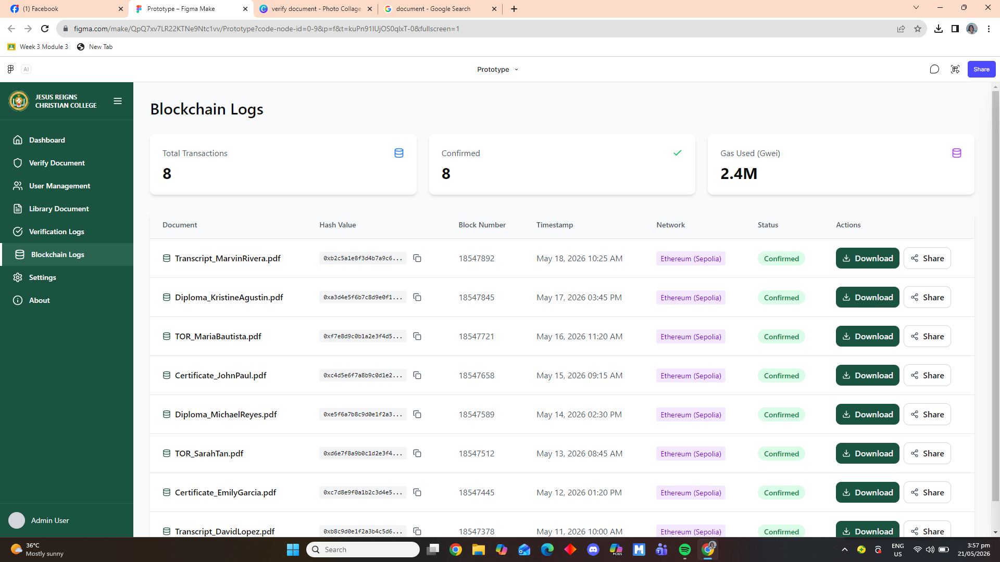 (1) Facebook
Prototype – Figma Make
verify document - Photo Collage
document - Google Search
figma.com/make/QpQ7xv7LR22KTNe9Ntc1vv/Prototype?code-node-id=0-9&p=f&t=kuPn91IUjOS0qlxT-0&fullscreen=1
Week 3 Module 3
New Tab
AI
Prototype
Share
JESUS REIGNS
CHRISTIAN COLLEGE
Dashboard
Verify Document
User Management
Library Document
Verification Logs
Blockchain Logs
Settings
About
Admin User
Blockchain Logs
Total Transactions
8
Confirmed
8
Gas Used (Gwei)
2.4M
Document Hash Value Block Number Timestamp Network Status Actions
Transcript_MarvinRivera.pdf 0xb2c5a1e8f3d4b7a9c6... 18547892 May 18, 2026 10:25 AM Ethereum (Sepolia) Confirmed Download Share
Diploma_KristineAgustin.pdf 0xa3d4e5f6b7c8d9e0f1... 18547845 May 17, 2026 03:45 PM Ethereum (Sepolia) Confirmed Download Share
TOR_MariaBautista.pdf 0xf7e8d9c0b1a2e3f4d5... 18547721 May 16, 2026 11:20 AM Ethereum (Sepolia) Confirmed Download Share
Certificate_JohnPaul.pdf 0xc4d5e6f7a8b9c0d1e2... 18547658 May 15, 2026 09:15 AM Ethereum (Sepolia) Confirmed Download Share
Diploma_MichaelReyes.pdf 0xe5f6a7b8c9d0e1f2a3... 18547589 May 14, 2026 02:30 PM Ethereum (Sepolia) Confirmed Download Share
TOR_SarahTan.pdf 0xd6e7f8a9b0c1d2e3f4... 18547512 May 13, 2026 08:45 AM Ethereum (Sepolia) Confirmed Download Share
Certificate_EmilyGarcia.pdf 0xc7d8e9f0a1b2c3d4e5... 18547445 May 12, 2026 01:20 PM Ethereum (Sepolia) Confirmed Download Share
Transcript_DavidLopez.pdf 0xb8c9d0e1f2a3b4c5d6... 18547378 May 11, 2026 10:00 AM Ethereum (Sepolia) Confirmed Download Share
36°C
Mostly sunny
Search
M365
ENG
US
3:57 pm
21/05/2026